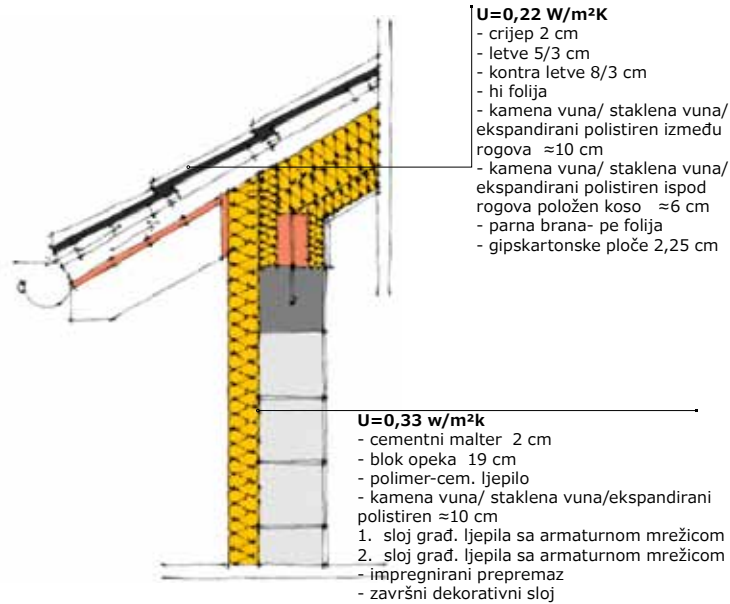 U=0,22 W/m²K
- crijep 2 cm
- letve 5/3 cm
- kontra letve 8/3 cm
- hi folija
- kamena vuna/ staklena vuna/
ekspandirani polistiren između
rogova ≈10 cm
- kamena vuna/ staklena vuna/
ekspandirani polistiren ispod
rogova položen koso ≈6 cm
- parna brana- pe folija
- gipskartonske ploče 2,25 cm
U=0,33 w/m²k
- cementni malter 2 cm
- blok opeka 19 cm
- polimer-cem. ljepilo
- kamena vuna/ staklena vuna/ekspandirani
polistiren ≈10 cm
1. sloj grad̄. ljepila sa armaturnom mrežicom
2. sloj grad̄. ljepila sa armaturnom mrežicom
- impregnirani prepremaz
- završni dekorativni sloj